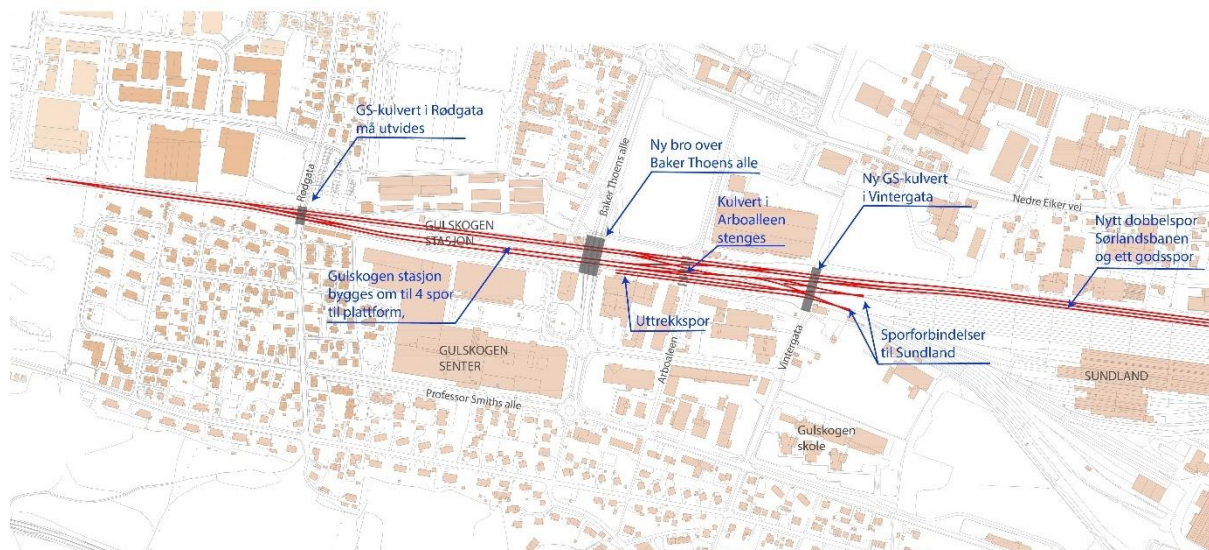 GS-kulvert i Rødgata
må utvides
Rødgata
GULSKOGEN
STASJON
Gulskogen stasjon
bygges om til 4 spor
til plattform,
GULSKOGEN
SENTER
Professor Smiths alle
Ny bro over
Baker Thoens alle
Baker Thoens alle
Kulvert i
Arboalleen
stenges
Uttrekkspor
Arboalleen
Ny GS-kulvert
i Vintergata
Vintergata
Nedre Eiker vei
Nytt dobbelspor
Sørlandsbanen
og ett godsspor
Sporforbindelser
til Sundland
SUNDLAND
Gulskogen
skole